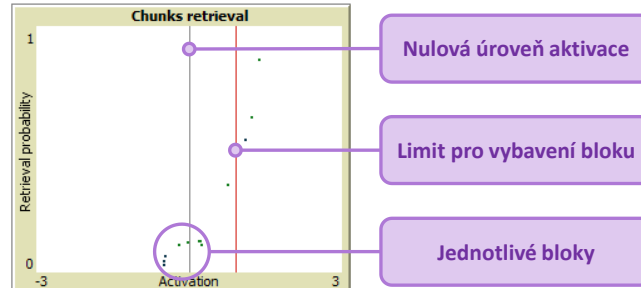 Chunks retrieval
1
Nulová úroveň aktivace
Retrieval probability
Limit pro vybavení bloku
Jednotlivé bloky
0
-3
Activation
3